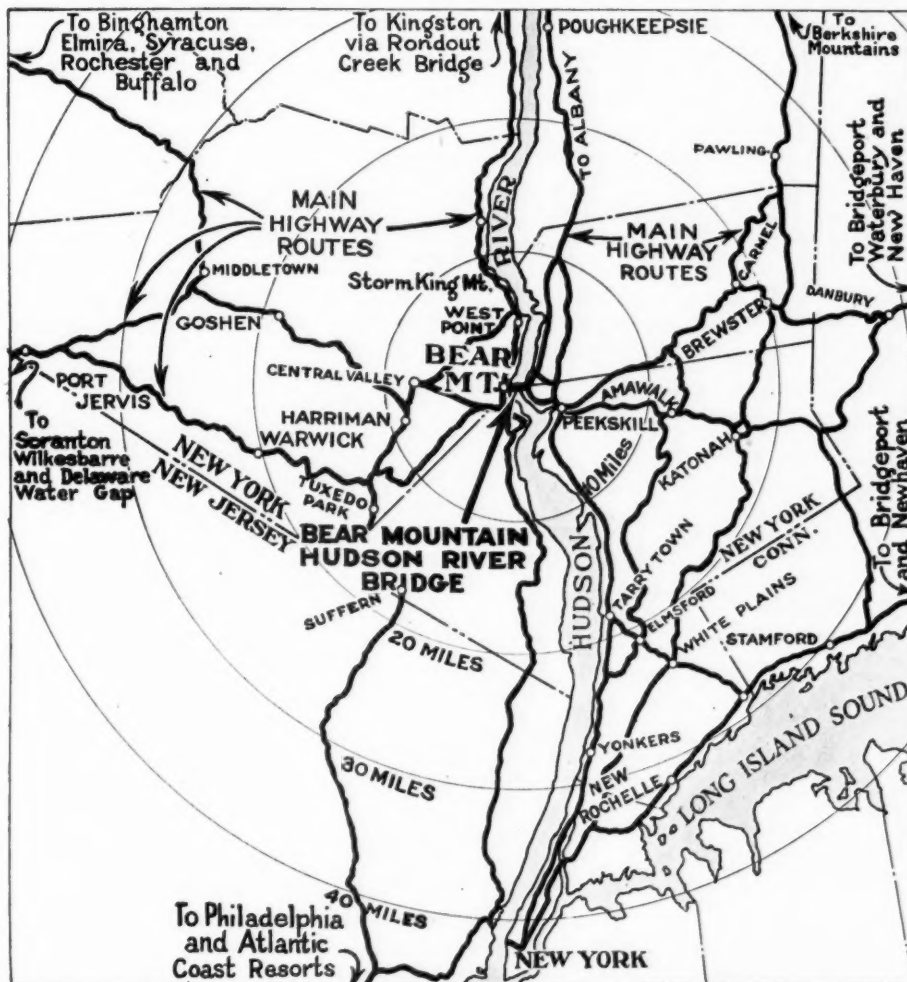 To Binghamton
Elmira, Syracuse,
Rochester and
Buffalo
To Kingston
via Rondout
Creek Bridge
POUGHKEEPSIE
To
Berkshire
Mountains
TO ALBANY
PAWLING
To Bridgeport
Waterbury and
New Haven
MAIN
HIGHWAY
ROUTES
RIVER
MAIN
HIGHWAY
ROUTES
CARMEL
MIDDLETOWN
Storm King Mt.
DANBURY
GOSHEN
WEST
POINT
BREWSTER
BEAR
MT.
CENTRAL VALLEY
AMAWALK
PORT
JERVIS
HARRIMAN
WARWICK
PEEKSKILL
KATONAH
To
Scranton
Wilkesbarre
and Delaware
Water Gap
NEW YORK
NEW JERSEY
TUXEDO
PARK
10 Miles
BEAR MOUNTAIN
HUDSON RIVER
BRIDGE
HUDSON
NEW YORK
CONN.
To Bridgeport
and Newhaven
TARRYTOWN
ELMSFORD
WHITE PLAINS
SUFFERN
STAMFORD
20 MILES
YONKERS
30 MILES
NEW
ROCHELLE
LONG ISLAND SOUND
40 MILES
To Philadelphia
and Atlantic
Coast Resorts
NEW YORK